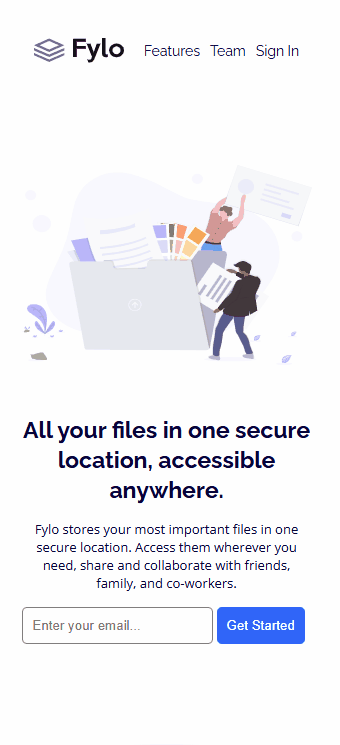 Fylo Features Team Sign In
All your files in one secure
location, accessible
anywhere.
Fylo stores your most important files in one
secure location. Access them wherever you
need, share and collaborate with friends,
family, and co-workers.
Enter your email... Get Started